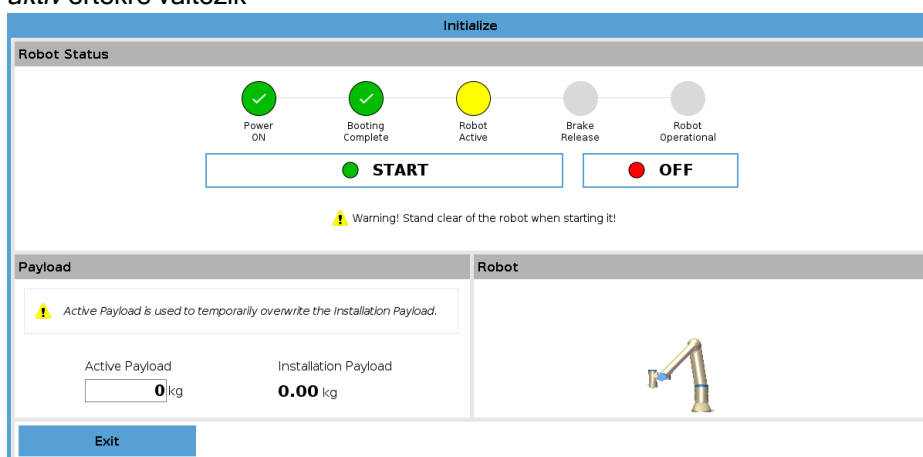 aktív értékre változik
Initialize
Robot Status
Power
ON
Booting
Complete
Robot
Active
Brake
Release
Robot
Operational
START
OFF
Warning! Stand clear of the robot when starting it!
Payload
Robot
Active Payload is used to temporarily overwrite the Installation Payload.
Active Payload
Installation Payload
0 kg
0.00 kg
Exit